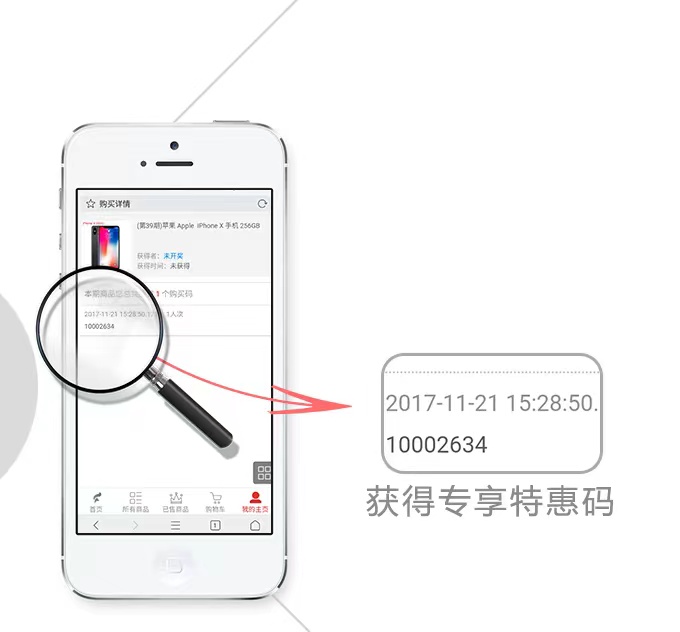 购买详情
(第39期)苹果 Apple iPhone X 手机 256GB
获得者：未开奖
获得时间：未获得
本期商品您
1 个购买码
2017-11-21 15:28:50.
1人次
10002634
首页
所有商品
已售商品
购物车
我的主页
1
2017-11-21 15:28:50.
10002634
获得专享特惠码